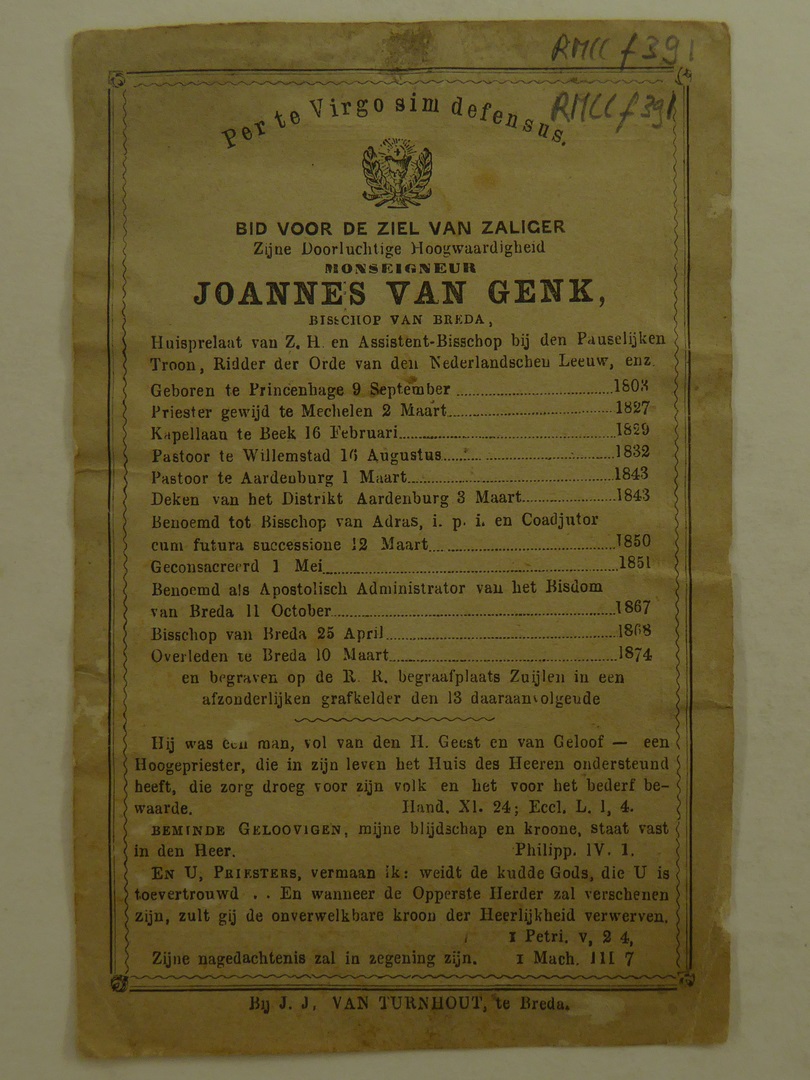 RMCC f 391
RMCC f 391
Per te Virgo sim defensus.
BID VOOR DE ZIEL VAN ZALIGER
Zijne Doorluchtige Hoogwaardigheid
MONSEIGNEUR
JOANNES VAN GENK,
BISSCHOP VAN BREDA,
Huisprelaat van Z. H. en Assistent-Bisschop bij den Pauselijken
Troon, Ridder der Orde van den Nederlandschen Leeuw, enz.
Geboren te Princenhage 9 September ........ 1803
Priester gewijd te Mechelen 2 Maart ........ 1827
Kapellaan te Beek 16 Februari ........ 1829
Pastoor te Willemstad 16 Augustus ........ 1832
Pastoor te Aardenburg 1 Maart ........ 1843
Deken van het Distrikt Aardenburg 3 Maart ........ 1843
Benoemd tot Bisschop van Adras, i. p. i. en Coadjutor
cum futura successione 12 Maart ........ 1850
Geconsacreerd 1 Mei ........ 1851
Benoemd als Apostolisch Administrator van het Bisdom
van Breda 11 October ........ 1867
Bisschop van Breda 25 April ........ 1868
Overleden te Breda 10 Maart ........ 1874
en begraven op de R. K. begraafplaats Zuijlen in een
afzonderlijken grafkelder den 13 daaraanvolgende
Hij was een man, vol van den H. Geest en van Geloof — een
Hoogepriester, die in zijn leven het Huis des Heeren ondersteund
heeft, die zorg droeg voor zijn volk en het voor het bederf be-
waarde. Hand. XI. 24; Eccl. L. 1, 4.
BEMINDE GELOOVIGEN, mijne blijdschap en kroone, staat vast
in den Heer. Philipp. IV. 1.
EN U, PRIESTERS, vermaan ik: weidt de kudde Gods, die U is
toevertrouwd . . En wanneer de Opperste Herder zal verschenen
zijn, zult gij de onverwelkbare kroon der Heerlijkheid verwerven.
I Petri. v, 2 4,
Zijne nagedachtenis zal in zegening zijn. I Mach. III 7
Bij J. J. VAN TURNHOUT, te Breda.